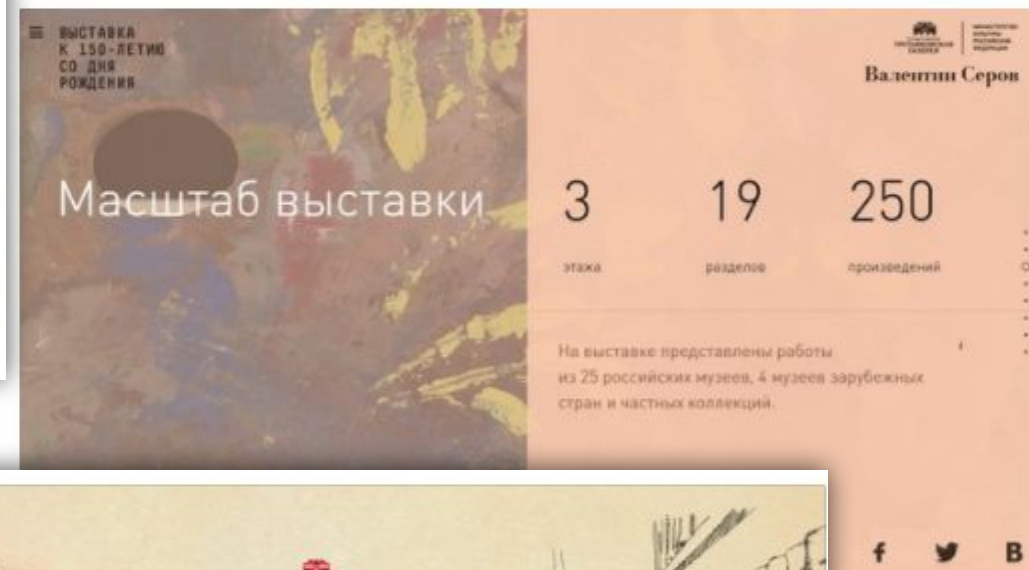 ВЫСТАВКА
К 150-ЛЕТИЮ
СО ДНЯ
РОЖДЕНИЯ
Валентин Серов
Масштаб выставки
3
19
250
этажа
разделов
произведений
На выставке представлены работы
из 25 российских музеев, 4 музеев зарубежных
стран и частных коллекций.